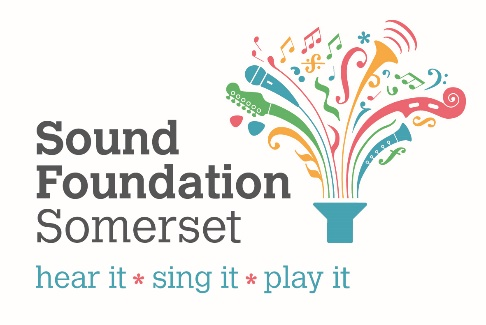 Sound
Foundation
Somerset
hear it * sing it * play it